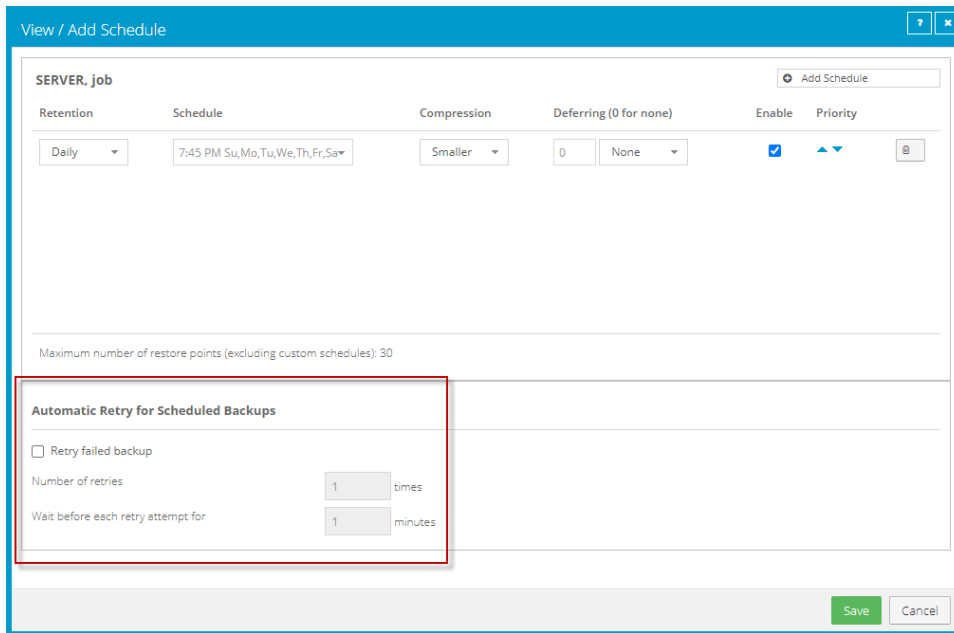 View / Add Schedule
?
SERVER, job
Add Schedule
Retention Schedule Compression Deferring (0 for none) Enable Priority
Daily 7:45 PM Su,Mo,Tu,We,Th,Fr,Sa Smaller 0 None
Maximum number of restore points (excluding custom schedules): 30
Automatic Retry for Scheduled Backups
Retry failed backup
Number of retries 1 times
Wait before each retry attempt for 1 minutes
Save Cancel